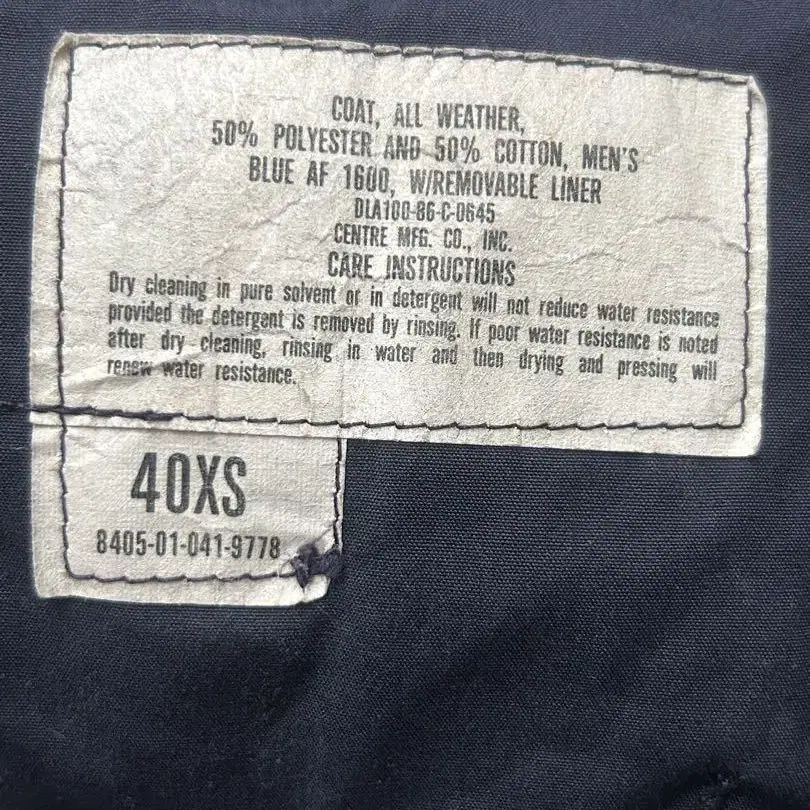 COAT, ALL WEATHER,
50% POLYESTER AND 50% COTTON, MEN'S
BLUE AF 1600, W/REMOVABLE LINER
DLA100-86-C-0645
CENTRE MFG. CO., INC.
CARE INSTRUCTIONS
Dry cleaning in pure solvent or in detergent will not reduce water resistance
provided the detergent is removed by rinsing. If poor water resistance is noted
after dry cleaning, rinsing in water and then drying and pressing will
renew water resistance.
40XS
8405-01-041-9778